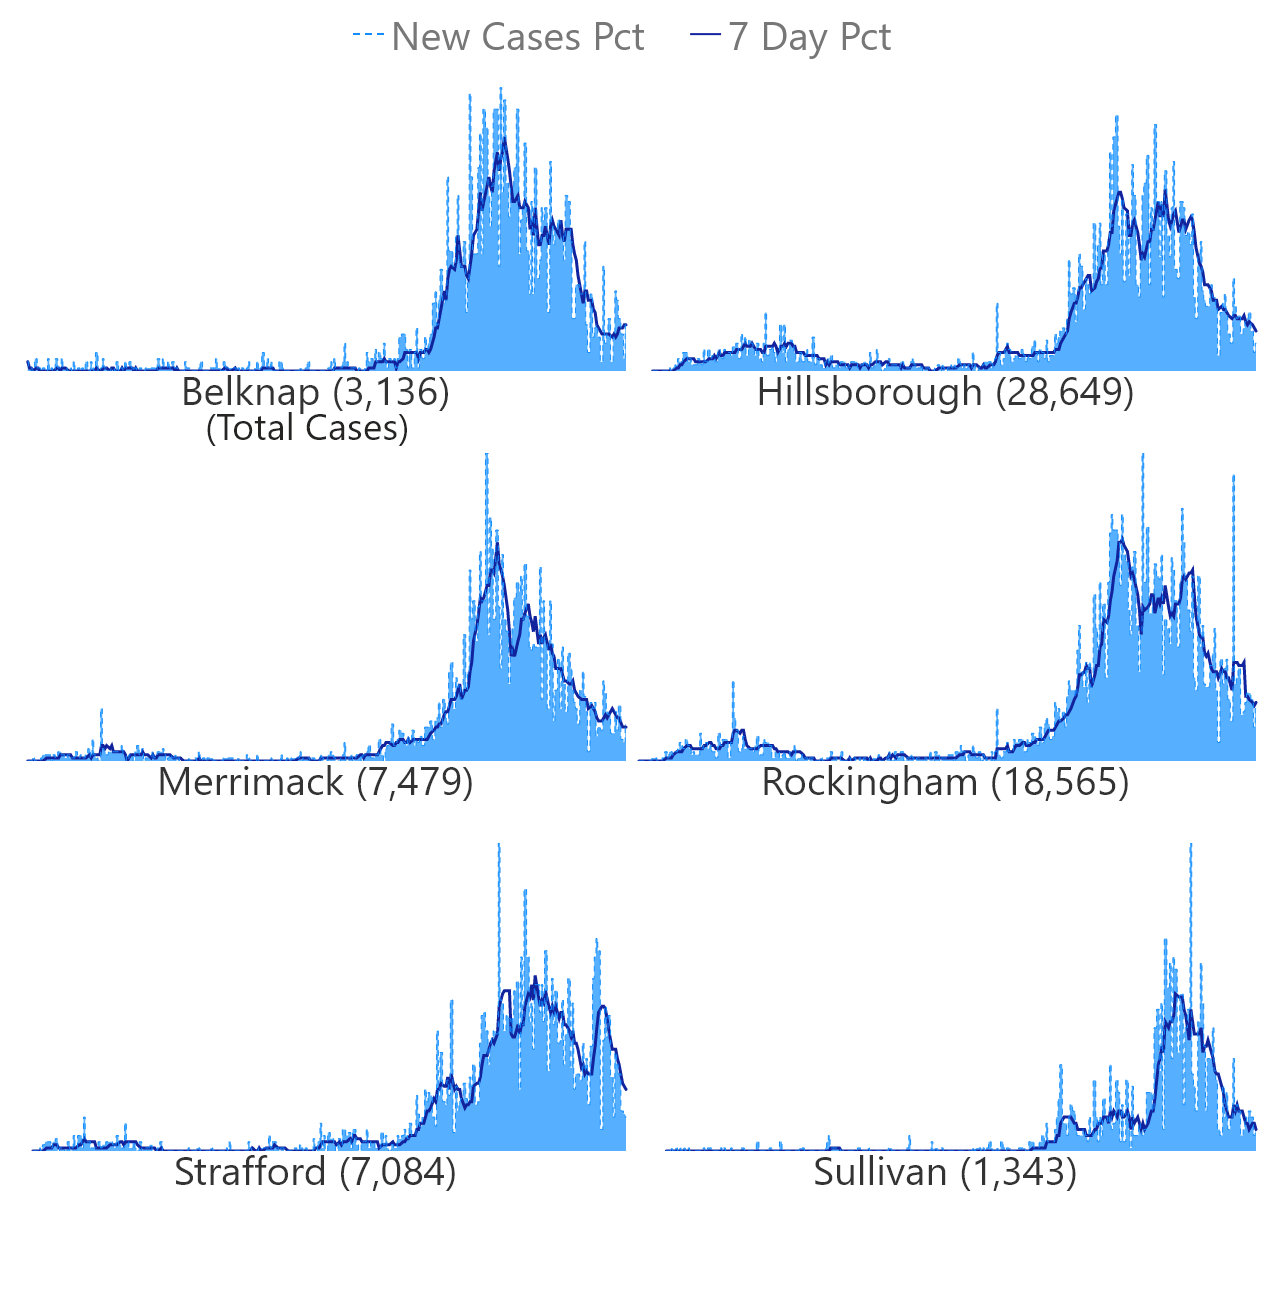 New Cases Pct 7 Day Pct
Belknap (3,136) Hillsborough (28,649)
(Total Cases)
Merrimack (7,479) Rockingham (18,565)
Strafford (7,084) Sullivan (1,343)